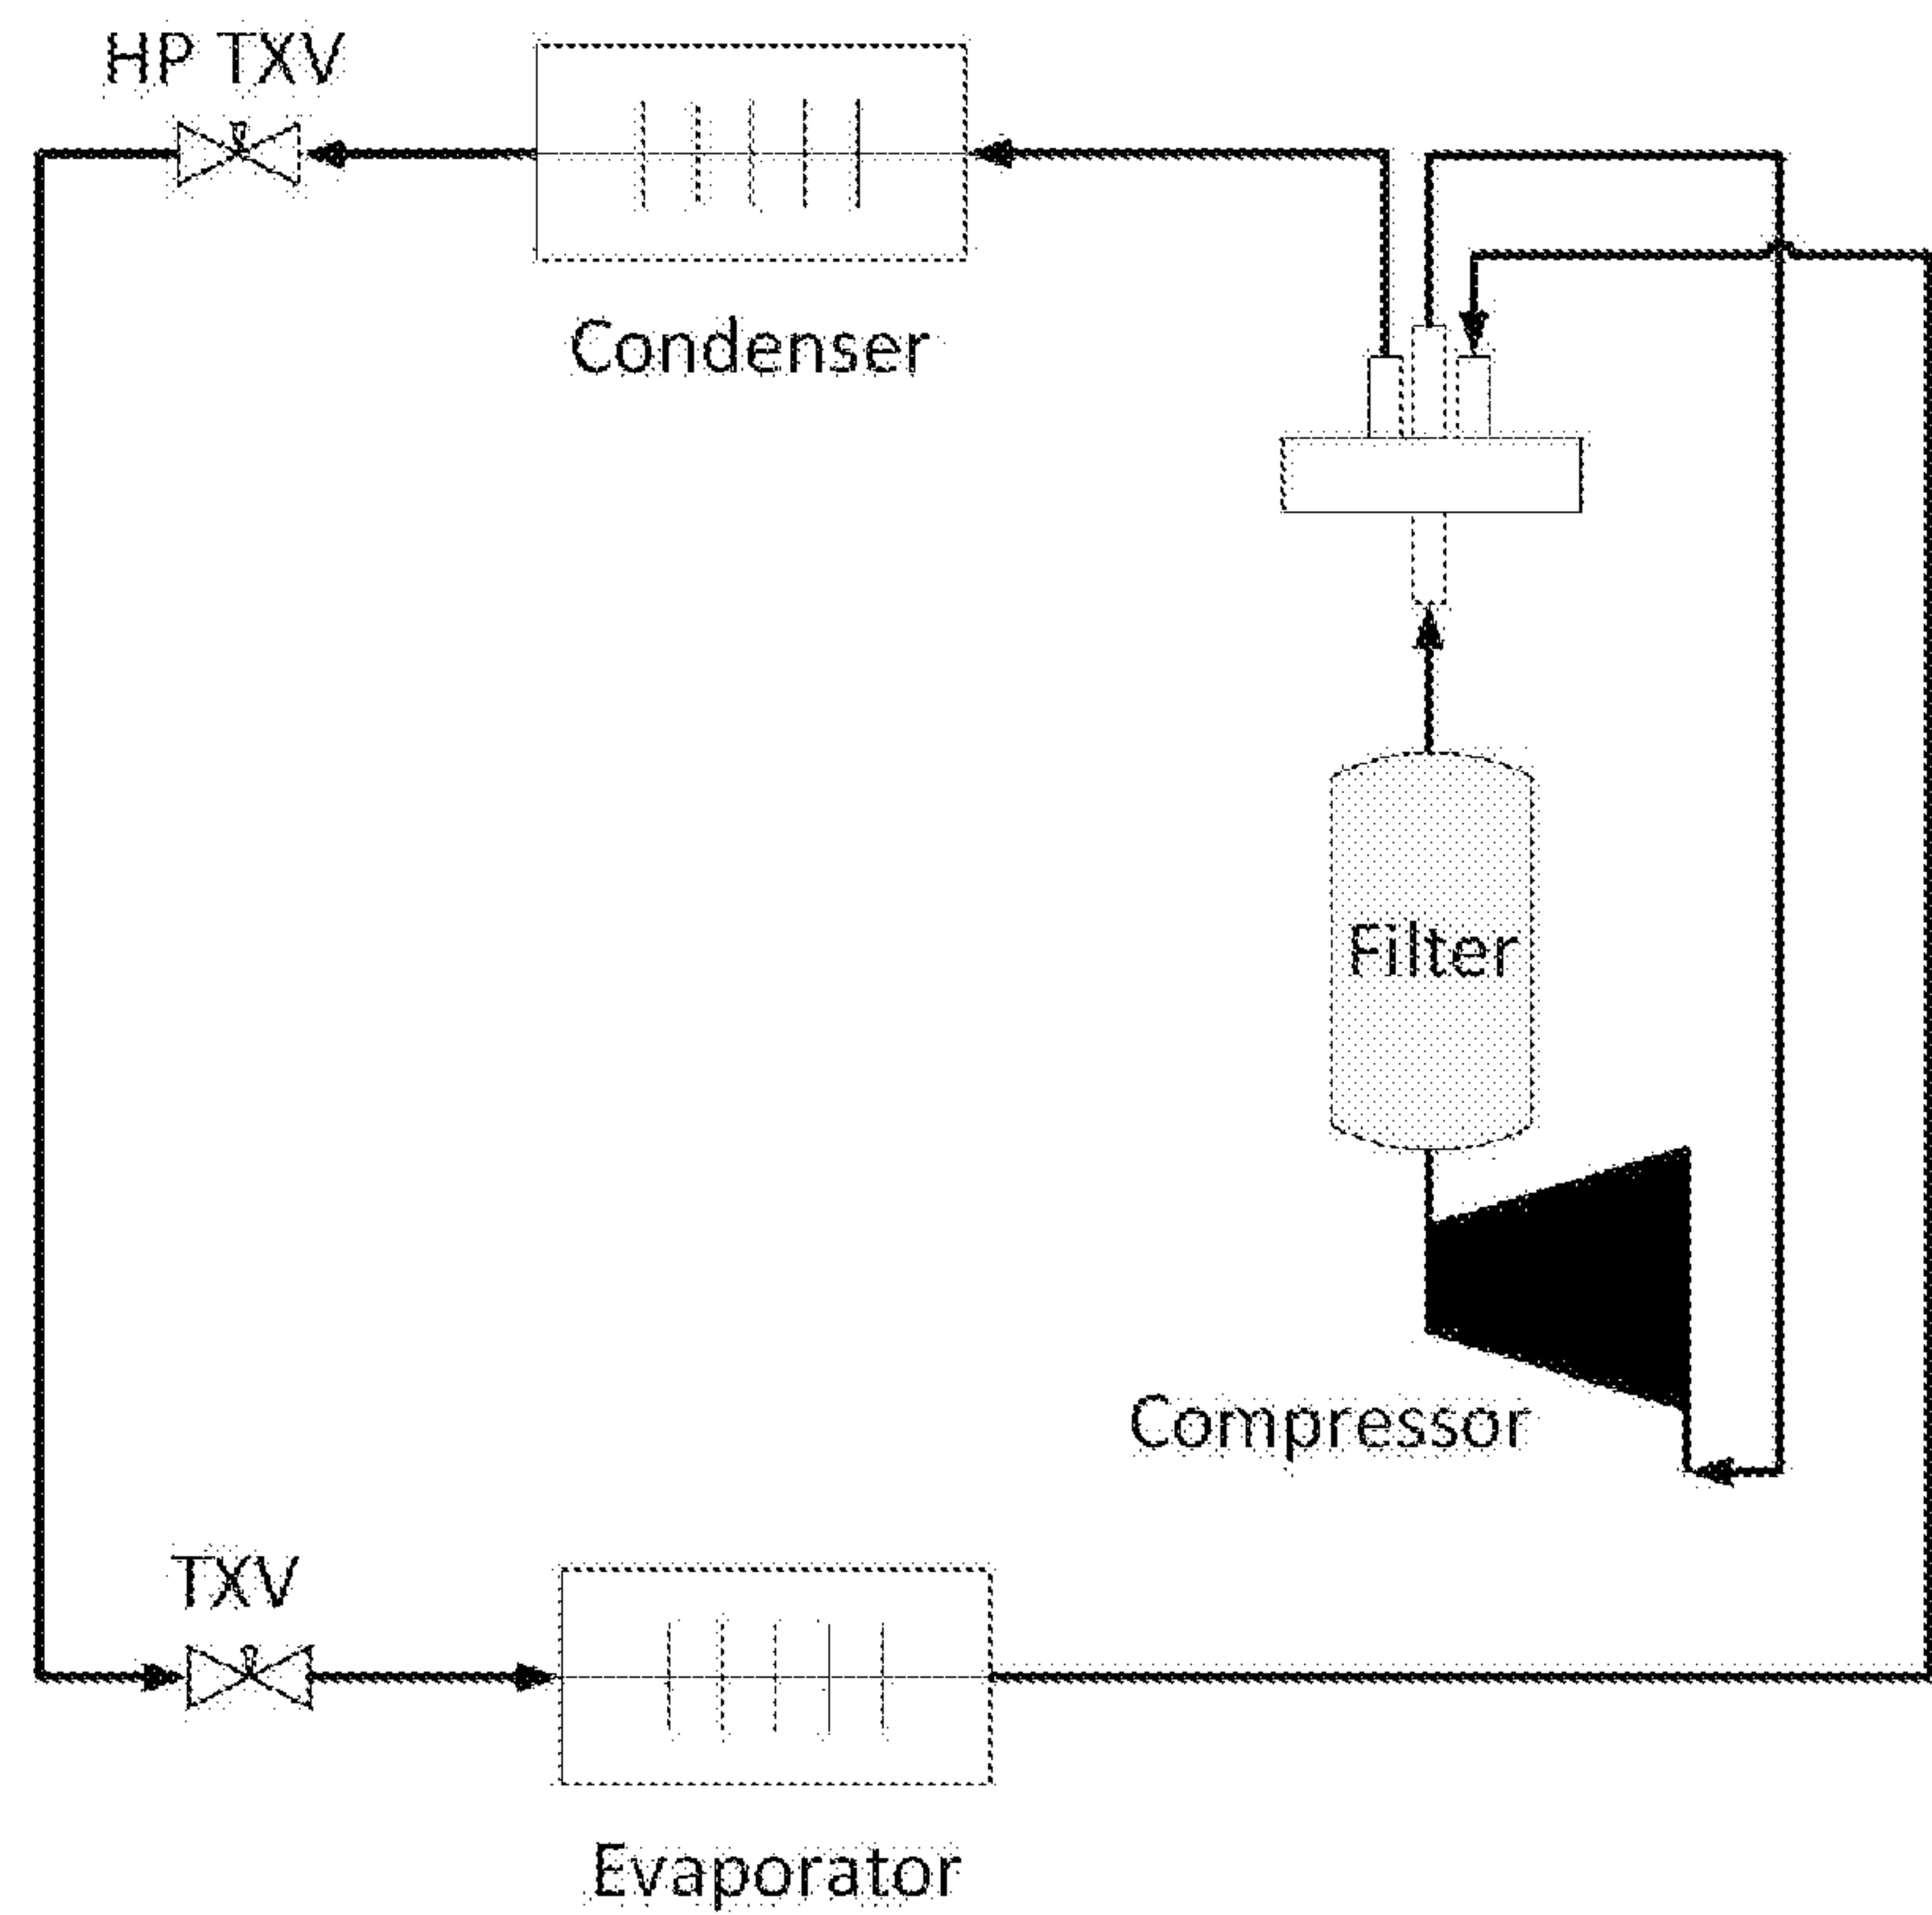 HP TXV
Condenser
Filter
Compressor
TXV
Evaporator